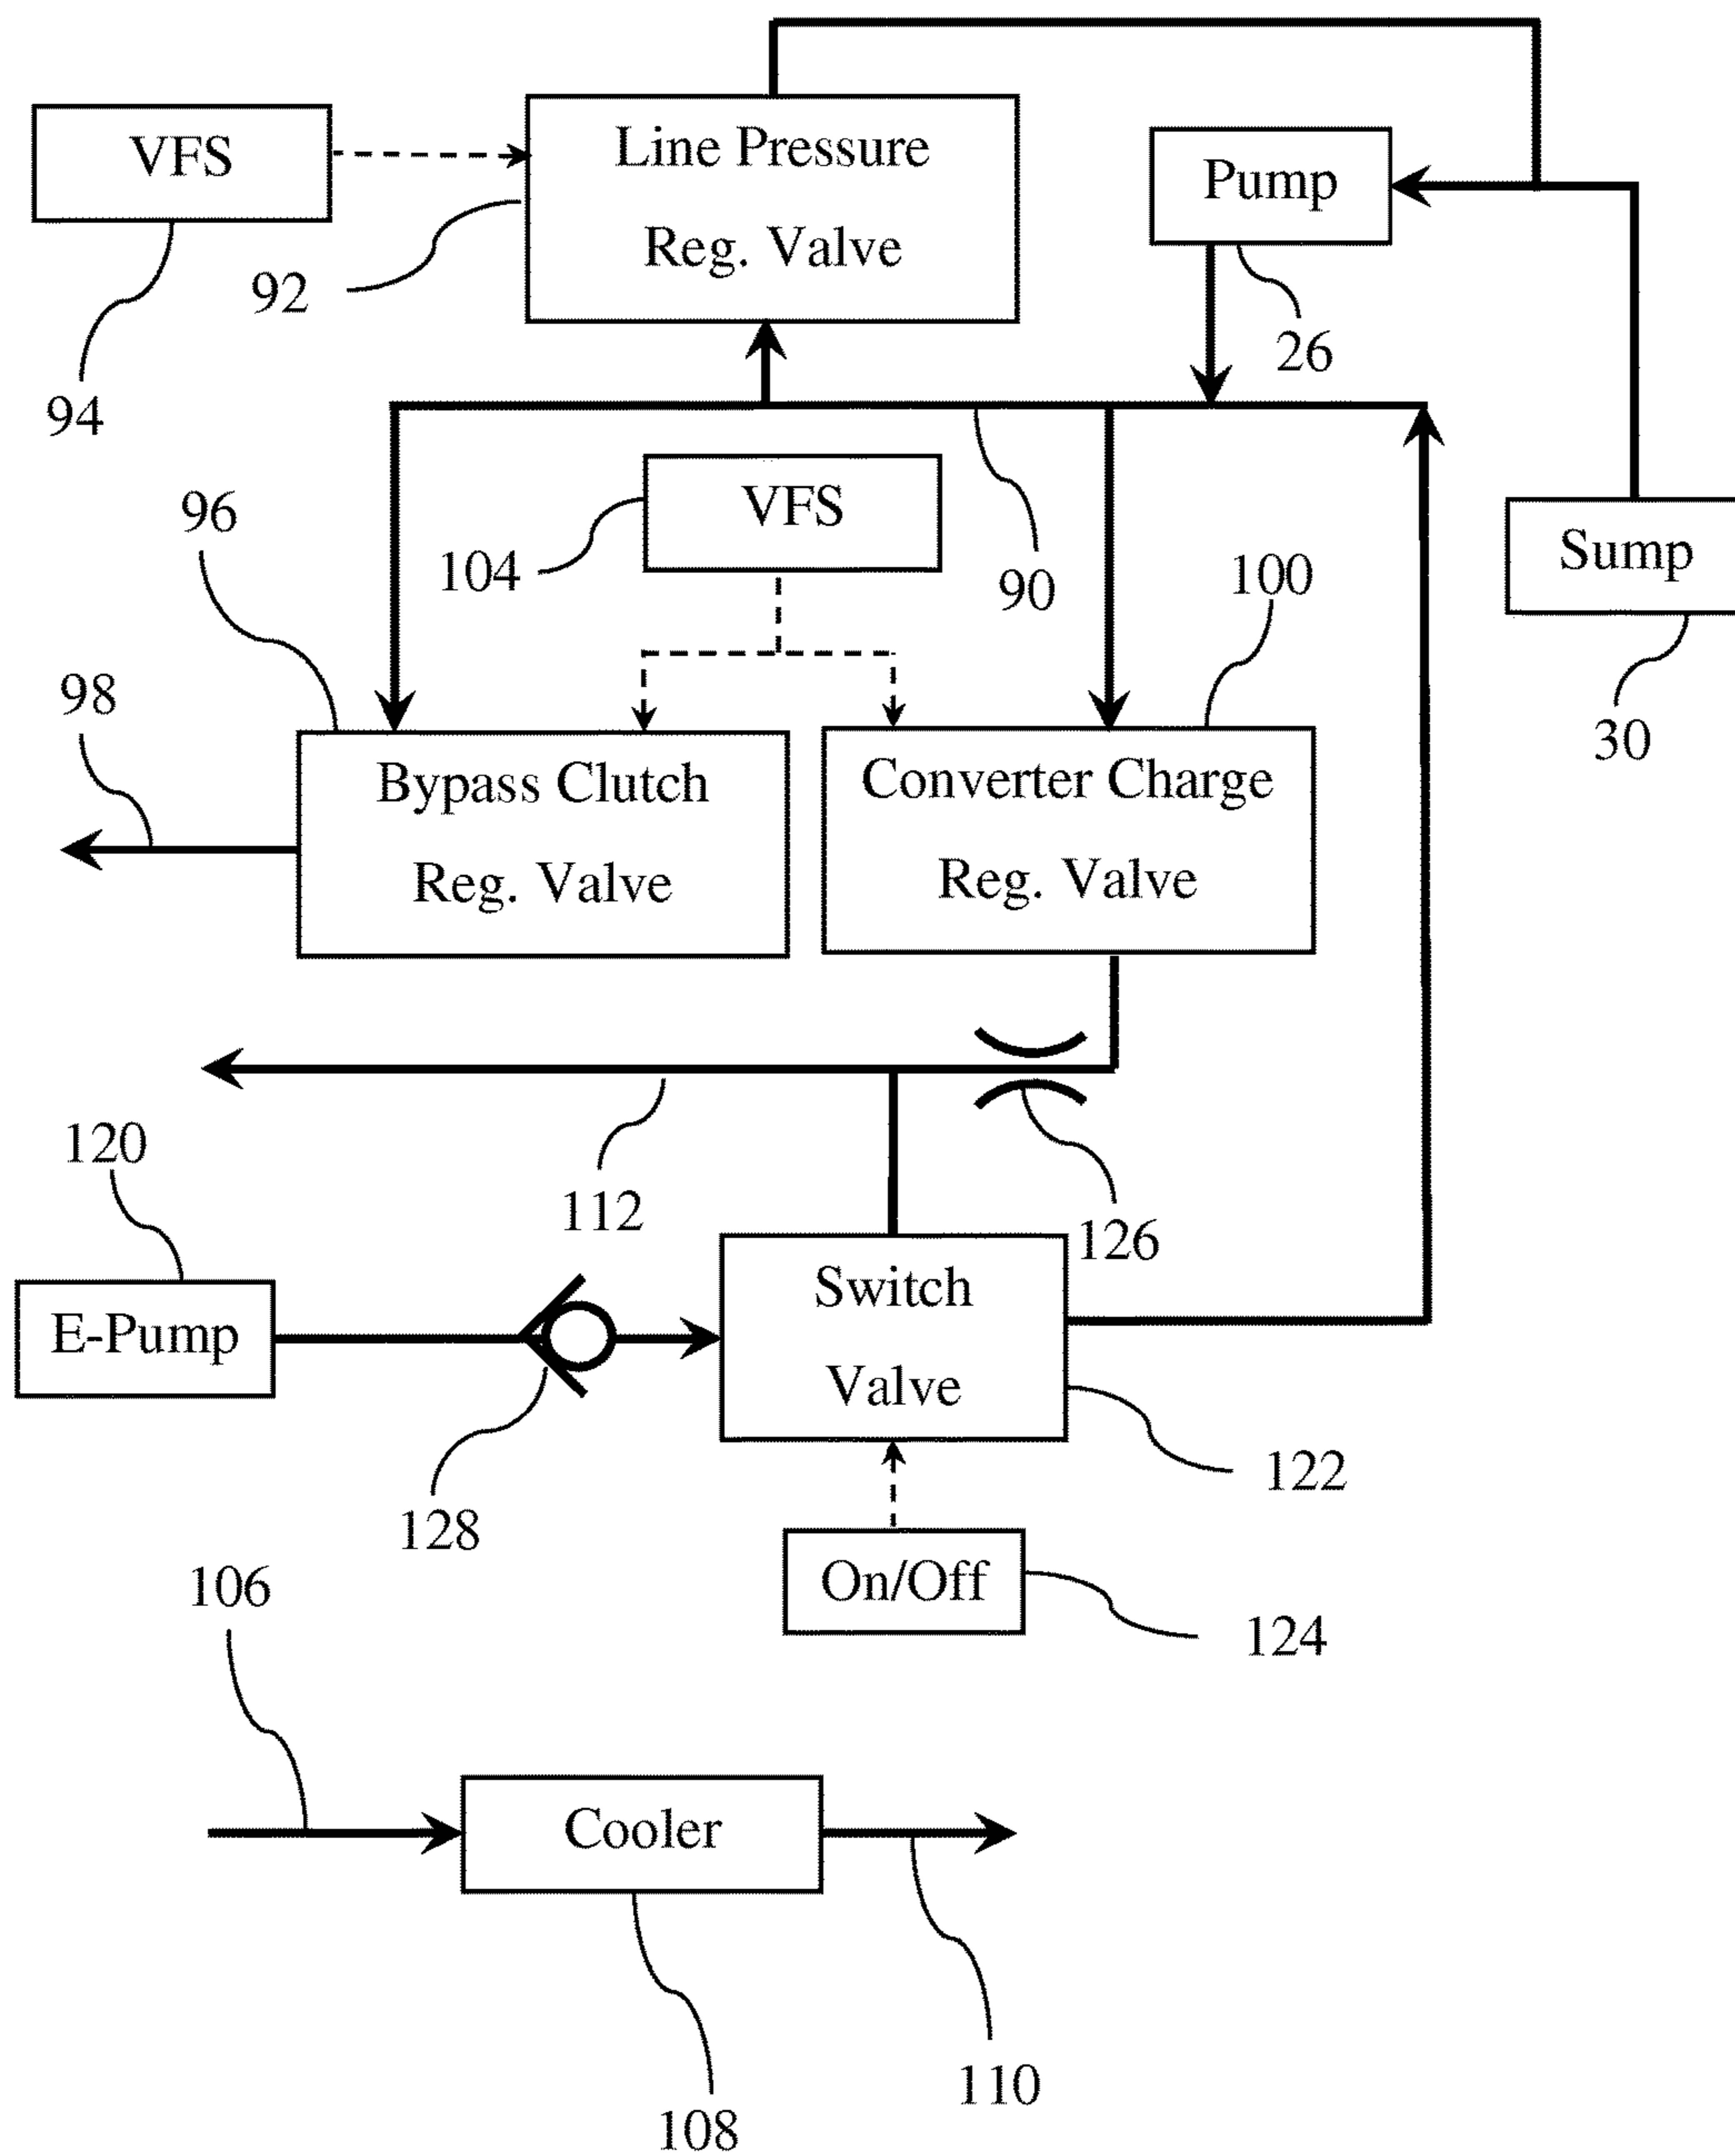 VFS
Line Pressure
Reg. Valve
Pump
92
26
94
VFS
96
104
90
100
Sump
98
30
Bypass Clutch
Reg. Valve
Converter Charge
Reg. Valve
120
112
126
E-Pump
Switch
Valve
128
122
On/Off
106
124
Cooler
110
108